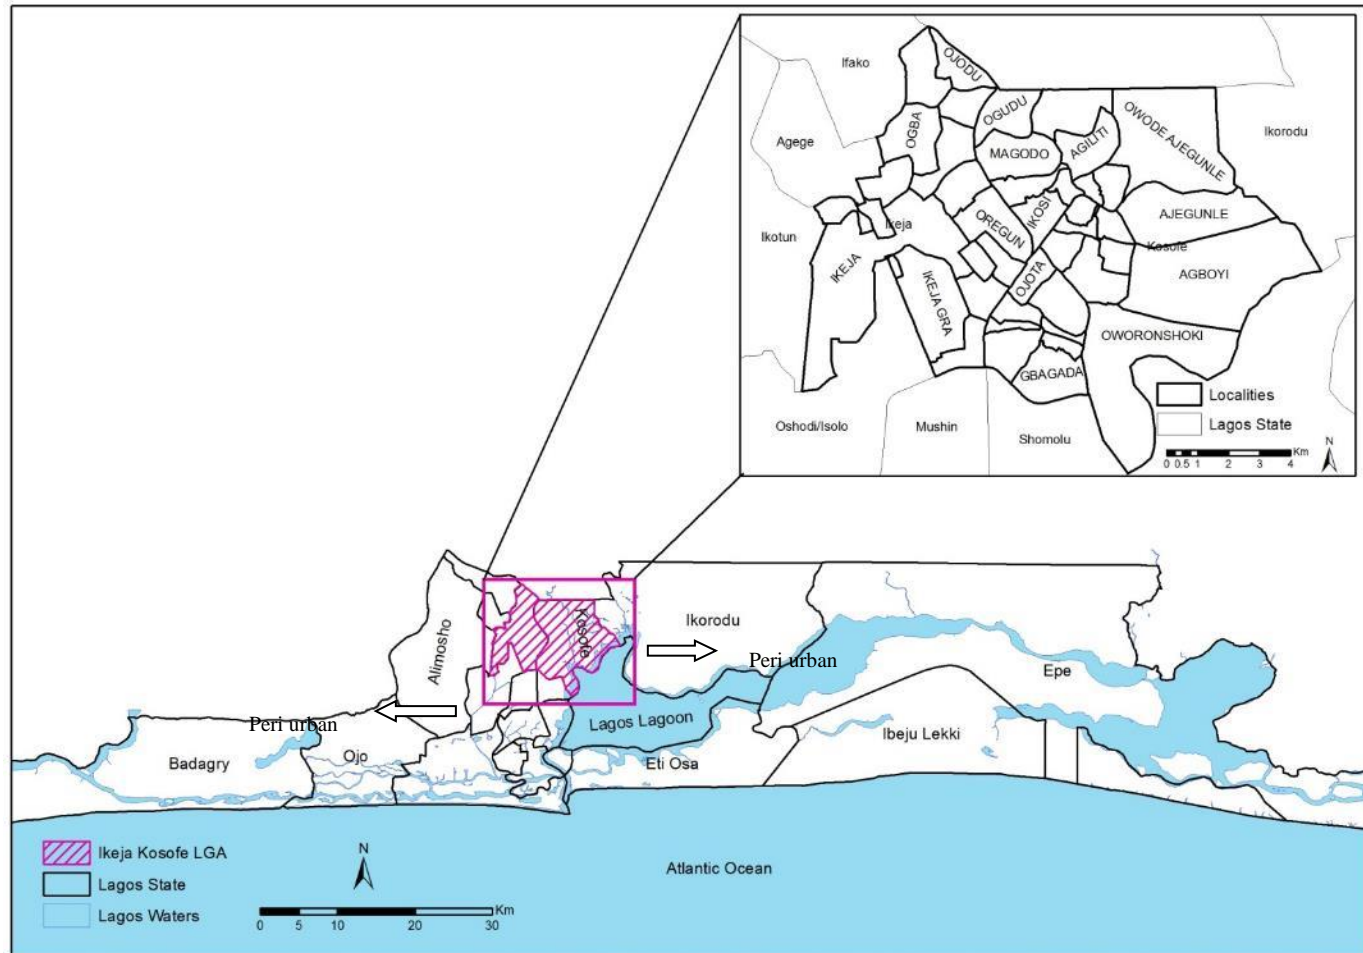 Ifako
OJODU
Agege
OGBA
OGUDU
MAGODO
AGILITI
OWODE AJEGUNLE
Ikorodu
Ikotun
Ikeja
IKEJA
OREGUN
IKOSI
AJEGUNLE
Kosofe
AGBOYI
IKEJA GRA
OJOTA
OWORONSHOKI
GBAGADA
Oshodi/Isolo
Mushin
Shomolu
Localities
Lagos State
Km
0 0.5 1 2 3 4
N
Alimosho
Kosofe
Ikorodu
Peri urban
Epe
Peri urban
Lagos Lagoon
Ibeju Lekki
Badagry
Ojo
Eti Osa
Atlantic Ocean
Ikeja Kosofe LGA
Lagos State
Lagos Waters
N
Km
0 5 10 20 30